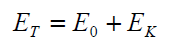 E_T = E_0 + E_K